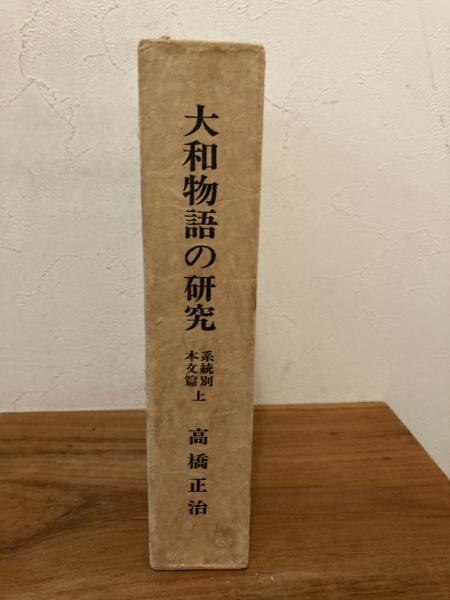 大和物語の研究
系統別
本文篇
上
高橋正治